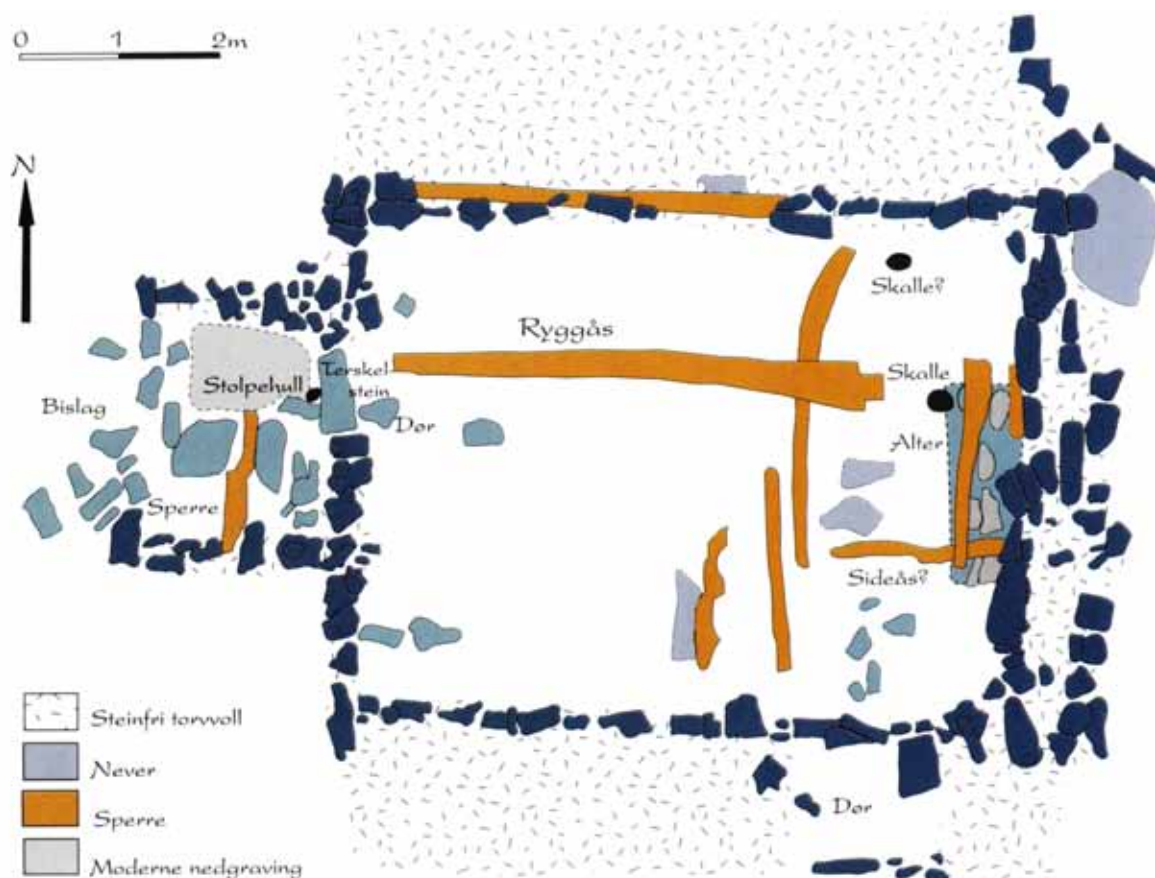 0 1 2m
N
Skalle?
Ryggås
Skalle
Terskel
stein
Stolpehull
Bislag
Dør
Alter
Sperre
Sideås?
Dør
Steinfri torvvoll
Never
Sperre
Moderne nedgraving